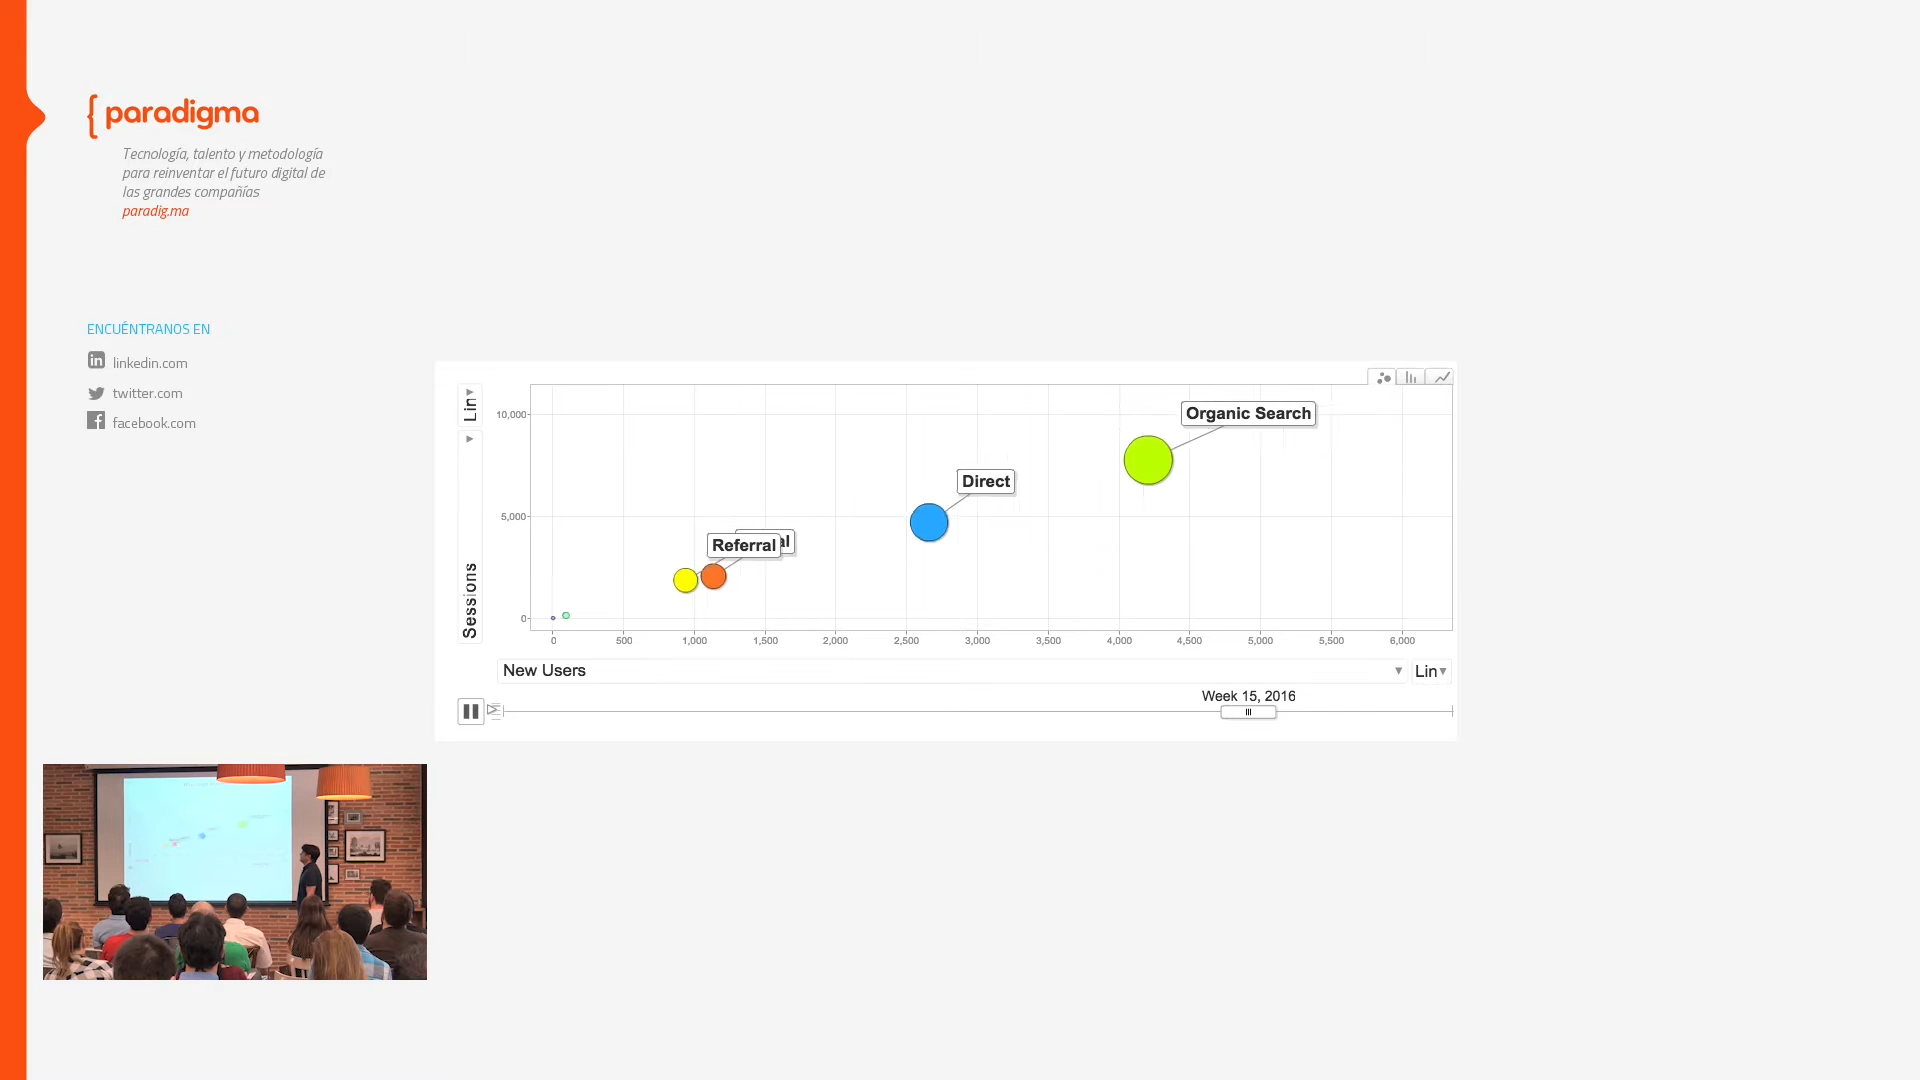 { paradigma
Tecnología, talento y metodología
para reinventar el futuro digital de
las grandes compañías
paradig.ma
ENCUÉNTRANOS EN
linkedin.com
twitter.com
facebook.com
Lin
Sessions
10,000
5,000
0
Organic Search
Direct
Referral
al
0 500 1,000 1,500 2,000 2,500 3,000 3,500 4,000 4,500 5,000 5,500 6,000
New Users
Lin
Week 15, 2016